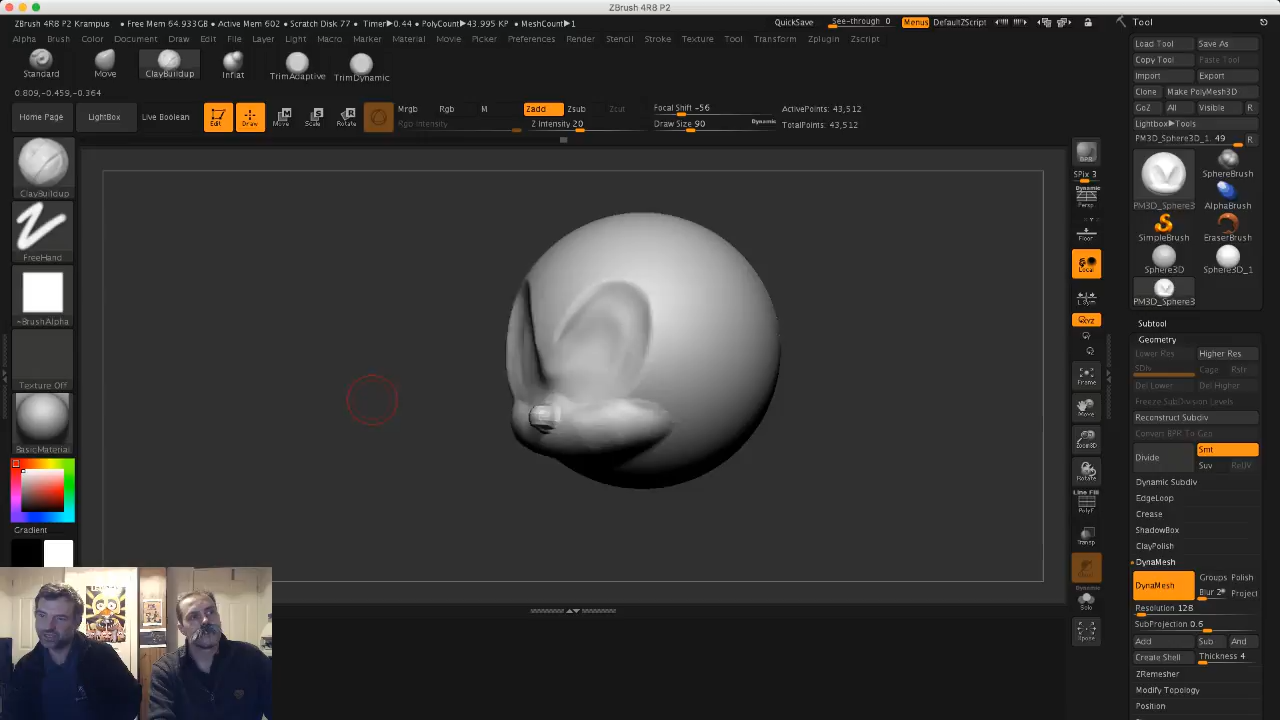 ZBrush 4R8 P2
ZBrush 4R8 P2 Krampus • Free Mem 64.933GB • Active Mem 602 • Scratch Disk 77 • Timer▶0.44 • PolyCount▶43.995 KP • MeshCount▶1
QuickSave See-through 0 Menus DefaultZScript
Tool
Alpha Brush Color Document Draw Edit File Layer Light Macro Marker Material Movie Picker Preferences Render Stencil Stroke Texture Tool Transform Zplugin Zscript
Load Tool Save As
Copy Tool Paste Tool
Import Export
Clone Make PolyMesh3D
GoZ All Visible R
Lightbox▶Tools
PM3D_Sphere3D_1. 49 R
Standard Move ClayBuildup Inflat TrimAdaptive TrimDynamic
0.809,-0.459,-0.364
Home Page LightBox Live Boolean Edit Draw Move Scale Rotate
Mrgb Rgb M Zadd Zsub Zcut
Rgb Intensity Z Intensity 20
Focal Shift -56
Draw Size 90 Dynamic
ActivePoints: 43,512
TotalPoints: 43,512
ClayBuildup
FreeHand
~BrushAlpha
Texture Off
BasicMaterial
Gradient
BPR
SPix 3
Dynamic
Persp
Floor
Local
L.Sym
XYZ
Frame
Move
Zoom3D
Rotate
Line Fill
PolyF
Transp
Dynamic
Solo
Xpose
PM3D_Sphere3 SphereBrush
AlphaBrush
SimpleBrush EraserBrush
Sphere3D Sphere3D_1
PM3D_Sphere3
Subtool
Geometry
Lower Res Higher Res
SDiv Cage Rstr
Del Lower Del Higher
Freeze SubDivision Levels
Reconstruct Subdiv
Convert BPR To Geo
Divide Smt
Suv ReUV
Dynamic Subdiv
EdgeLoop
Crease
ShadowBox
ClayPolish
DynaMesh
DynaMesh Groups Polish
Blur 2 Project
Resolution 128
SubProjection 0.6
Add Sub And
Create Shell Thickness 4
ZRemesher
Modify Topology
Position